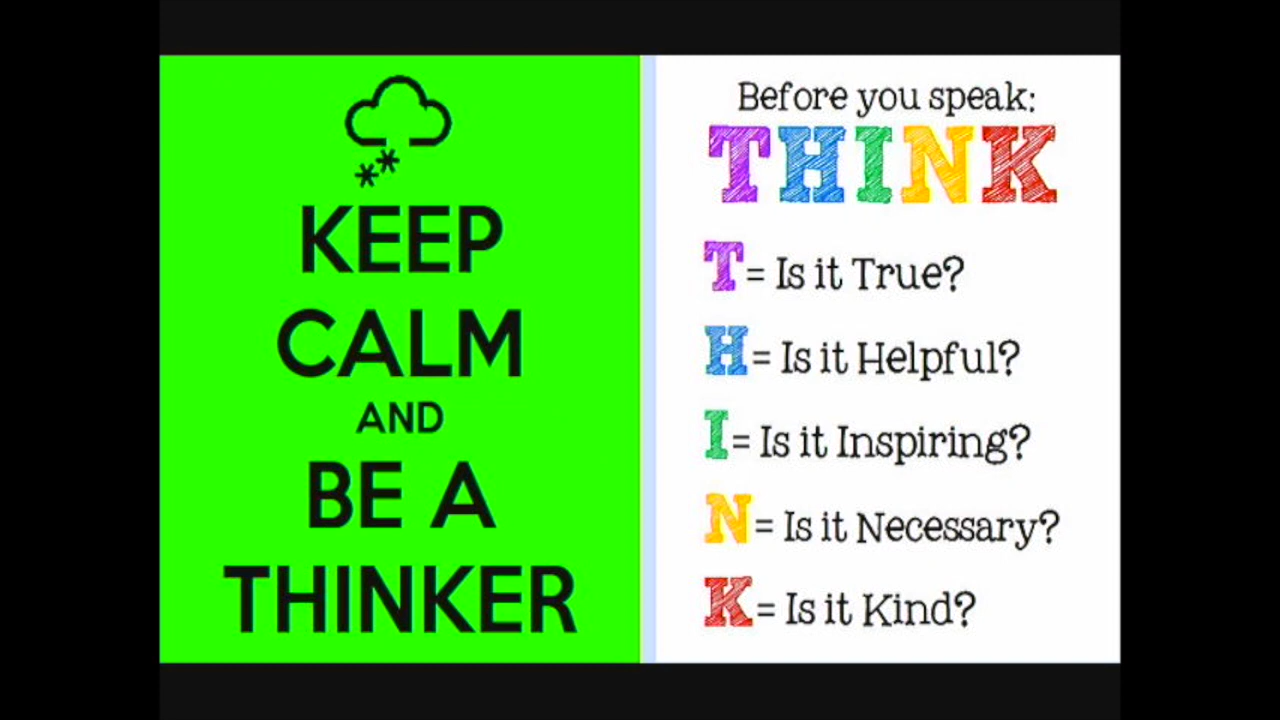 KEEP
CALM
AND
BE A
THINKER
Before you speak:
THINK
T= Is it True?
H= Is it Helpful?
I= Is it Inspiring?
N= Is it Necessary?
K= Is it Kind?